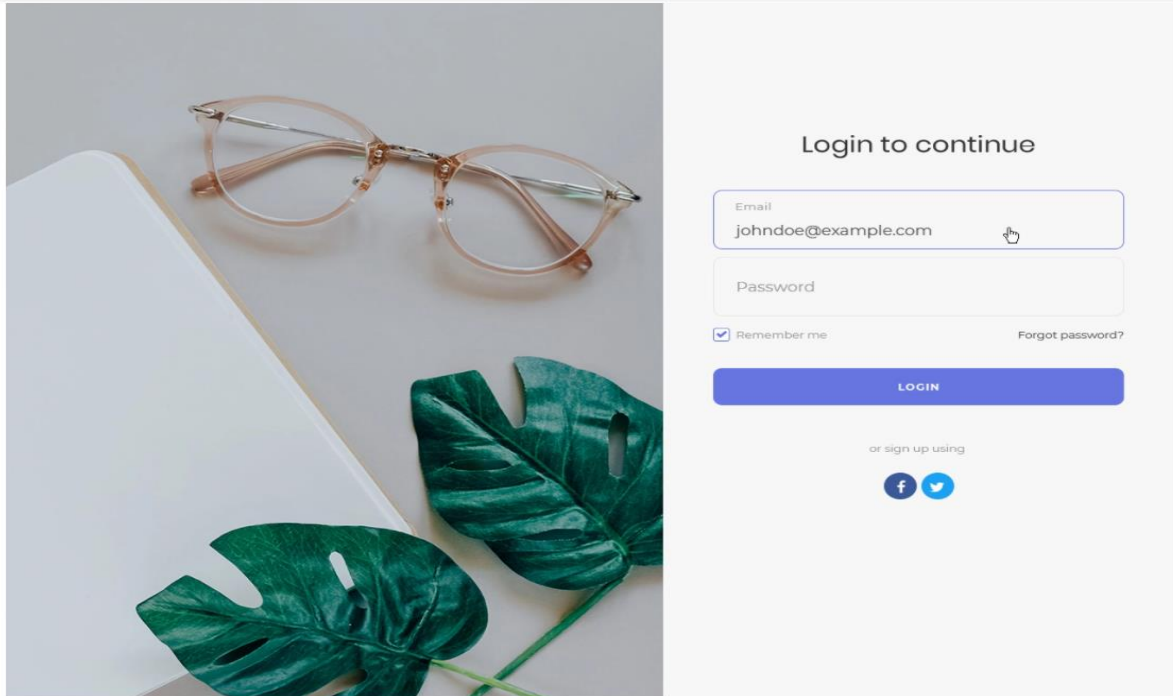 Login to continue
Email
johndoe@example.com
Password
Remember me
Forgot password?
LOGIN
or sign up using